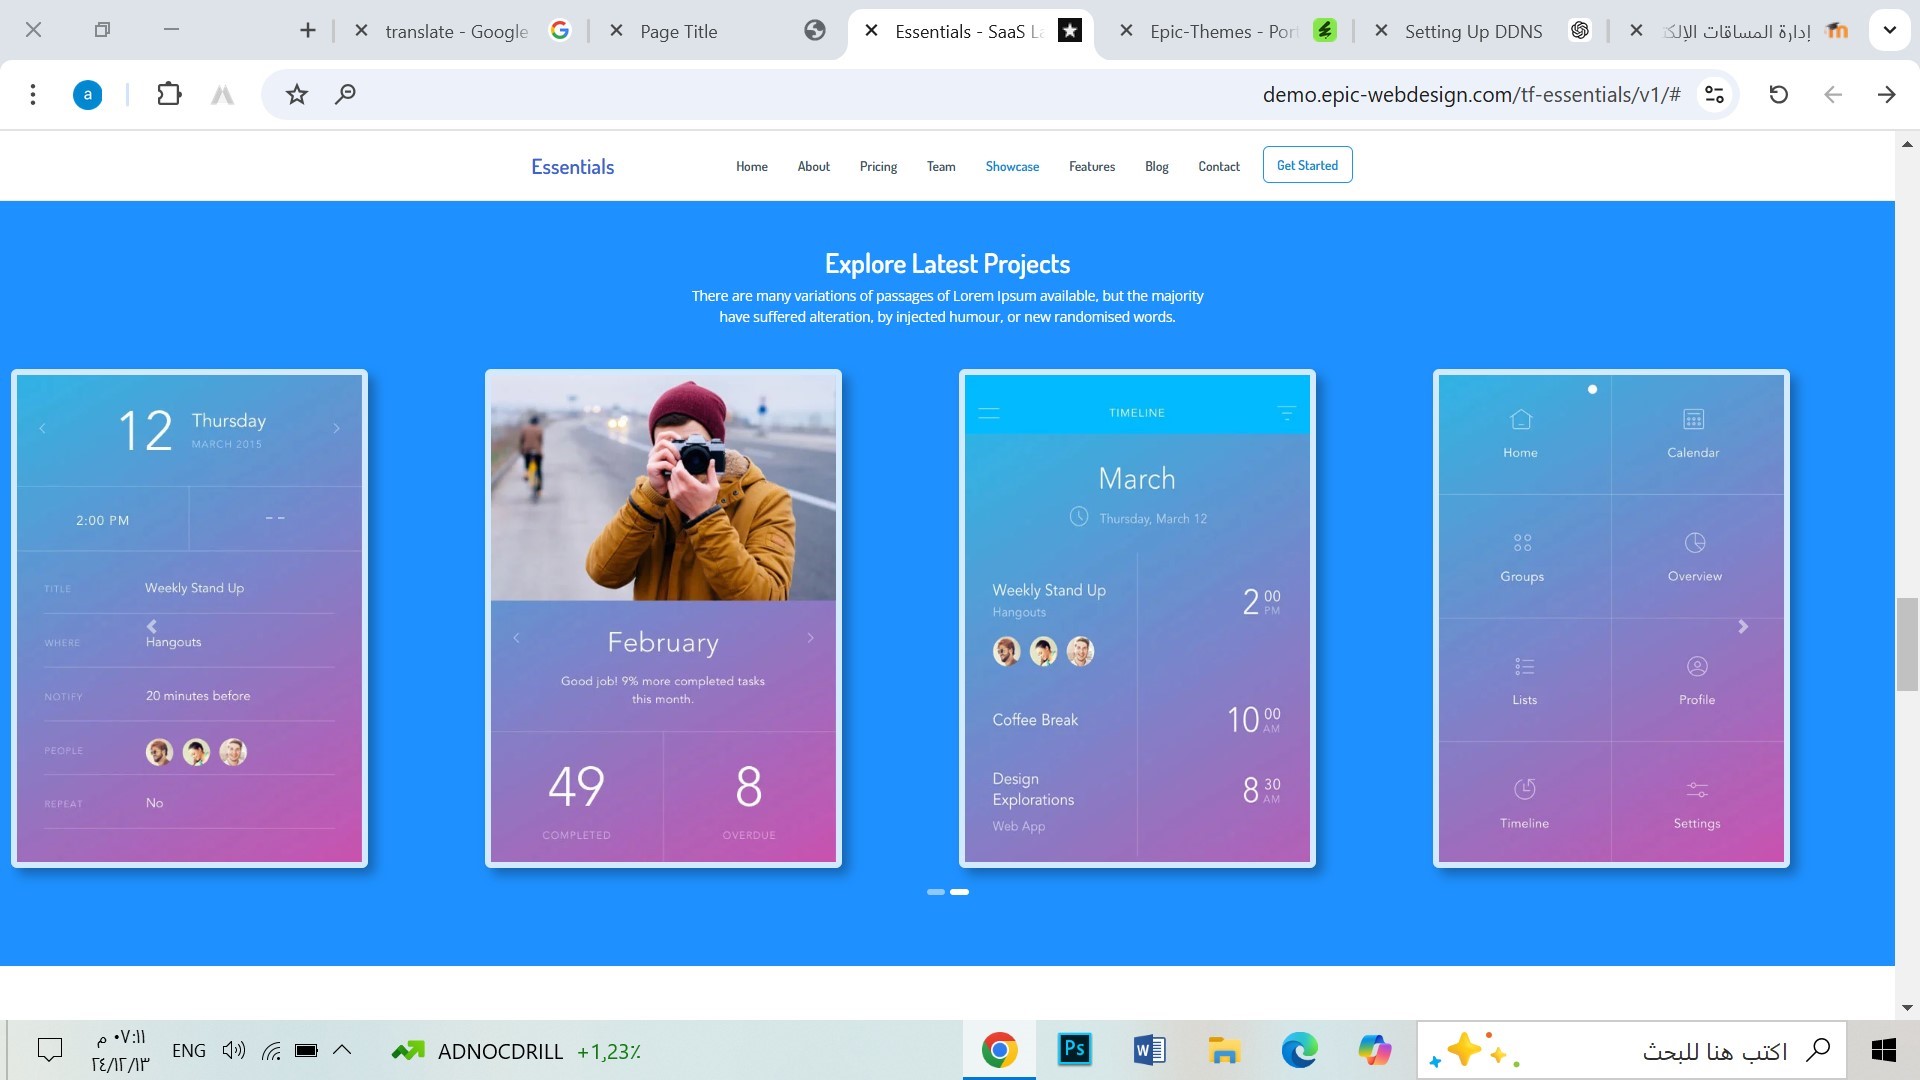 translate - Google
Page Title
Essentials - SaaS La
Epic-Themes - Port
Setting Up DDNS
إدارة المساقات الإلكت
a
demo.epic-webdesign.com/tf-essentials/v1/#
Essentials
Home
About
Pricing
Team
Showcase
Features
Blog
Contact
Get Started
Explore Latest Projects
There are many variations of passages of Lorem Ipsum available, but the majority
have suffered alteration, by injected humour, or new randomised words.
12 Thursday
MARCH 2015
2:00 PM
--
TITLE Weekly Stand Up
WHERE Hangouts
NOTIFY 20 minutes before
PEOPLE
REPEAT No
February
Good job! 9% more completed tasks
this month.
49 8
COMPLETED OVERDUE
TIMELINE
March
Thursday, March 12
Weekly Stand Up 2 00 PM
Hangouts
Coffee Break 10 00 AM
Design
Explorations 8 30 AM
Web App
Home Calendar
Groups Overview
Lists Profile
Timeline Settings
٠٧:١١ م
٢٤/١٢/١٣
ENG
ADNOCDRILL +1,23٪
Ps
W
اكتب هنا للبحث